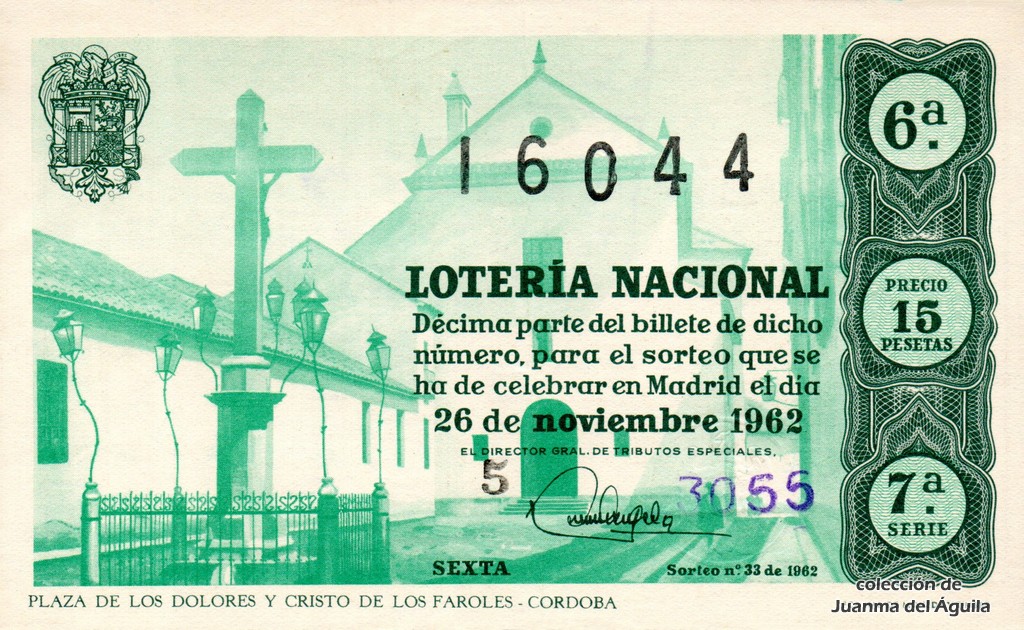 16044
6ª.
LOTERÍA NACIONAL
Décima parte del billete de dicho
número, para el sorteo que se
ha de celebrar en Madrid el día
26 de noviembre 1962
EL DIRECTOR GRAL. DE TRIBUTOS ESPECIALES,
5
3055
PRECIO
15
PESETAS
7ª
SERIE
SEXTA
Sorteo nº 33 de 1962
PLAZA DE LOS DOLORES Y CRISTO DE LOS FAROLES - CORDOBA
colección de
Juanma del Águila